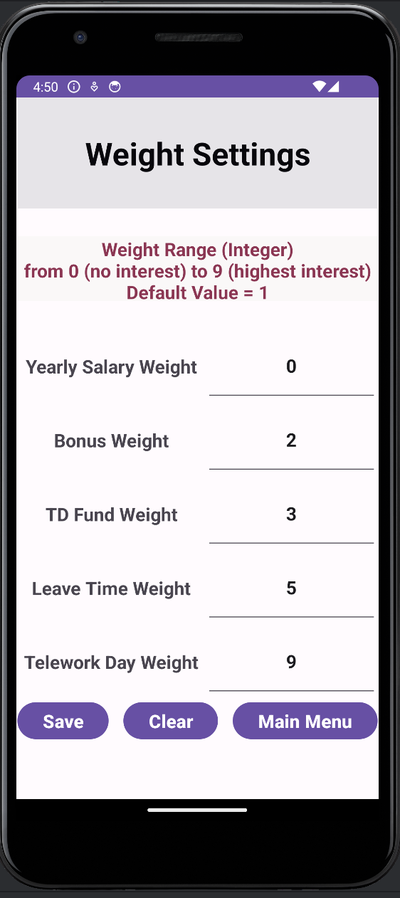 4:50
Weight Settings
Weight Range (Integer)
from 0 (no interest) to 9 (highest interest)
Default Value = 1
Yearly Salary Weight 0
Bonus Weight 2
TD Fund Weight 3
Leave Time Weight 5
Telework Day Weight 9
Save Clear Main Menu